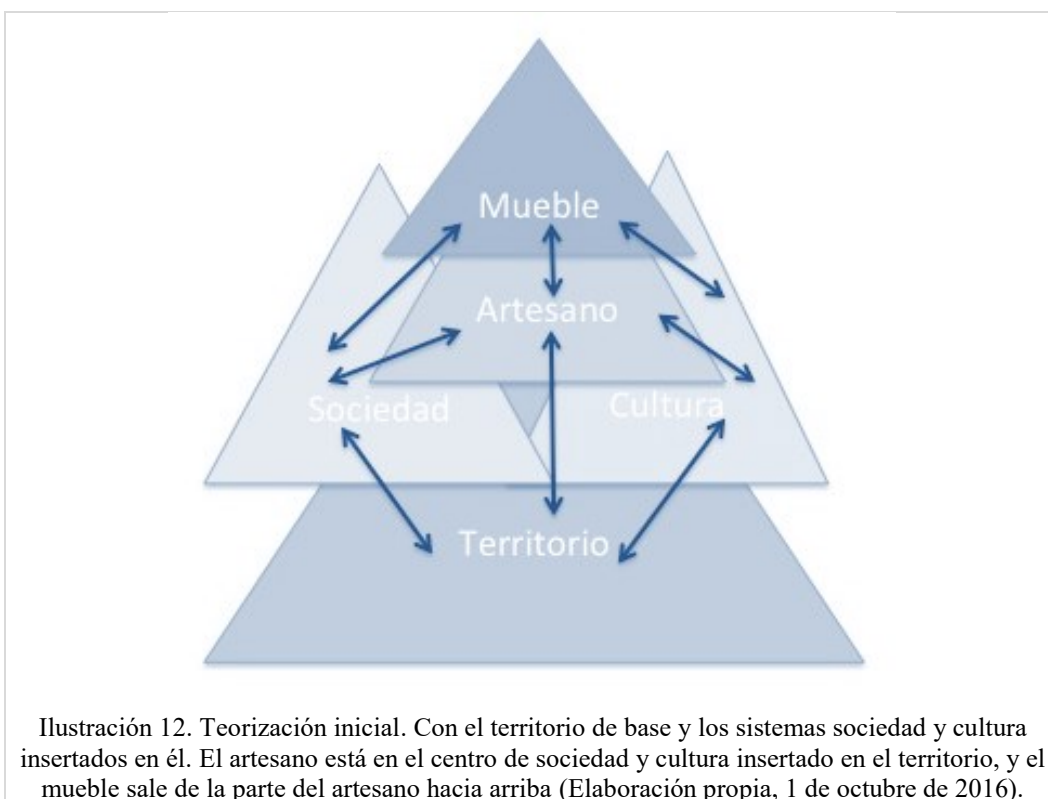 Mueble
Artesano
Sociedad
Cultura
Territorio
Ilustración 12. Teorización inicial. Con el territorio de base y los sistemas sociedad y cultura
insertados en él. El artesano está en el centro de sociedad y cultura insertado en el territorio, y el
mueble sale de la parte del artesano hacia arriba (Elaboración propia, 1 de octubre de 2016).